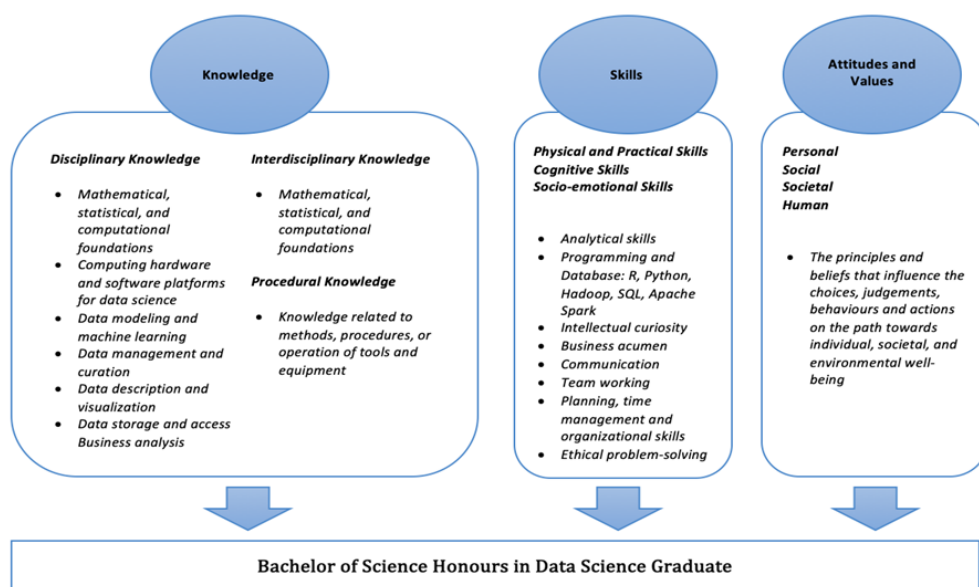 Knowledge
Disciplinary Knowledge
• Mathematical,
statistical, and
computational
foundations
• Computing hardware
and software platforms
for data science
• Data modeling and
machine learning
• Data management and
curation
• Data description and
visualization
• Data storage and access
Business analysis
Interdisciplinary Knowledge
• Mathematical,
statistical, and
computational
foundations
Procedural Knowledge
• Knowledge related to
methods, procedures, or
operation of tools and
equipment
Skills
Physical and Practical Skills
Cognitive Skills
Socio-emotional Skills
• Analytical skills
• Programming and
Database: R, Python,
Hadoop, SQL, Apache
Spark
• Intellectual curiosity
• Business acumen
• Communication
• Team working
• Planning, time
management and
organizational skills
• Ethical problem-solving
Attitudes and
Values
Personal
Social
Societal
Human
• The principles and
beliefs that influence the
choices, judgements,
behaviours and actions
on the path towards
individual, societal, and
environmental well-
being
Bachelor of Science Honours in Data Science Graduate